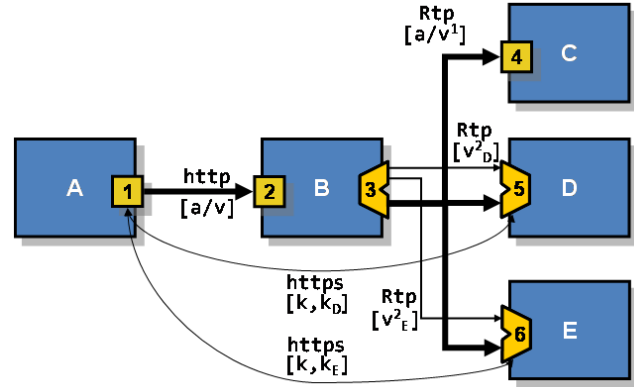 Rtp
[a/v¹]
4
C
Rtp
[v²D]
http
A
1
[a/v]
2
B
3
5
D
https
[k,kD]
Rtp
[v²E]
https
[k,kE]
6
E